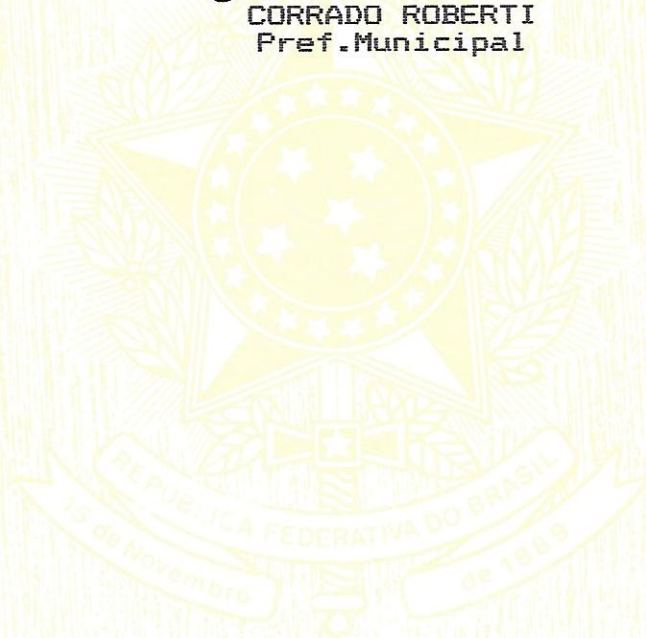 CORRADO ROBERTI
Pref.Municipal
REPÚBLICA FEDERATIVA DO BRASIL
15 de Novembro de 1889